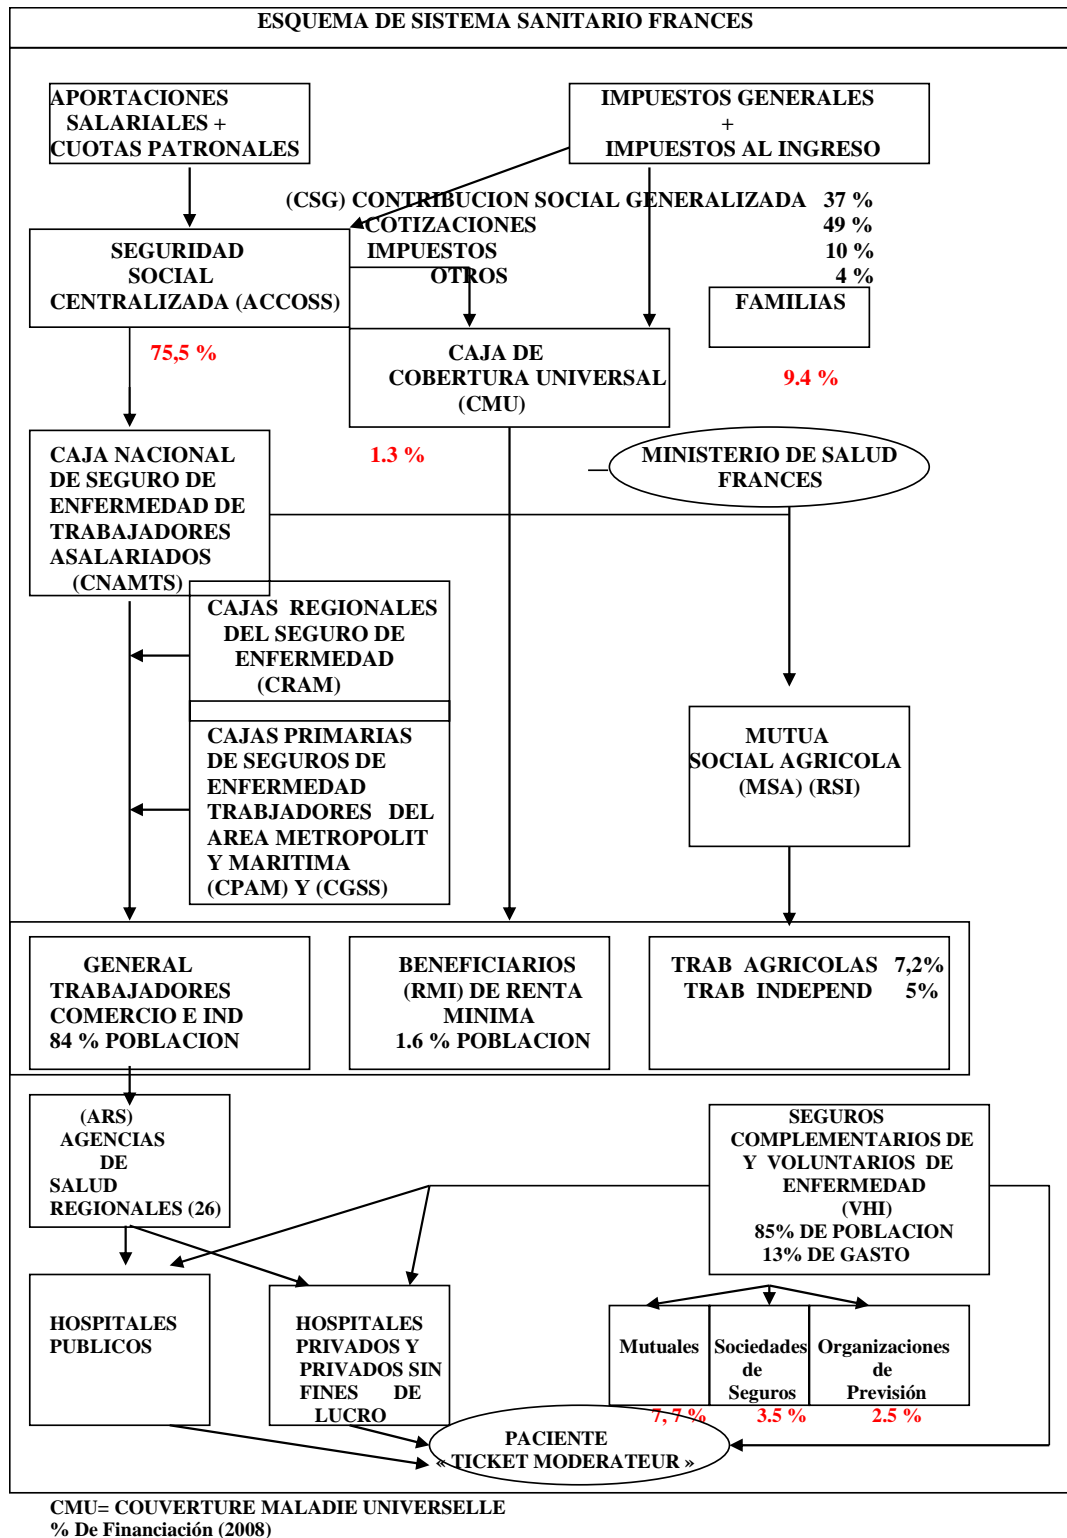 ESQUEMA DE SISTEMA SANITARIO FRANCES
APORTACIONES
SALARIALES +
CUOTAS PATRONALES
IMPUESTOS GENERALES
+
IMPUESTOS AL INGRESO
(CSG) CONTRIBUCION SOCIAL GENERALIZADA 37 %
COTIZACIONES 49 %
IMPUESTOS 10 %
OTROS 4 %
SEGURIDAD
SOCIAL
CENTRALIZADA (ACCOSS)
FAMILIAS
75,5 %
CAJA DE
COBERTURA UNIVERSAL
(CMU)
9.4 %
1.3 %
CAJA NACIONAL
DE SEGURO DE
ENFERMEDAD DE
TRABAJADORES
ASALARIADOS
(CNAMTS)
MINISTERIO DE SALUD
FRANCES
CAJAS REGIONALES
DEL SEGURO DE
ENFERMEDAD
(CRAM)
CAJAS PRIMARIAS
DE SEGUROS DE
ENFERMEDAD
TRABJADORES DEL
AREA METROPOLIT
Y MARITIMA
(CPAM) Y (CGSS)
MUTUA
SOCIAL AGRICOLA
(MSA) (RSI)
GENERAL
TRABAJADORES
COMERCIO E IND
84 % POBLACION
BENEFICIARIOS
(RMI) DE RENTA
MINIMA
1.6 % POBLACION
TRAB AGRICOLAS 7,2%
TRAB INDEPEND 5%
(ARS)
AGENCIAS
DE
SALUD
REGIONALES (26)
SEGUROS
COMPLEMENTARIOS DE
Y VOLUNTARIOS DE
ENFERMEDAD
(VHI)
85% DE POBLACION
13% DE GASTO
HOSPITALES
PUBLICOS
HOSPITALES
PRIVADOS Y
PRIVADOS SIN
FINES DE
LUCRO
Mutuales
Sociedades
de
Seguros
Organizaciones
de
Previsión
7, 7 %
3.5 %
2.5 %
PACIENTE
« TICKET MODERATEUR »
CMU= COUVERTURE MALADIE UNIVERSELLE
% De Financiación (2008)